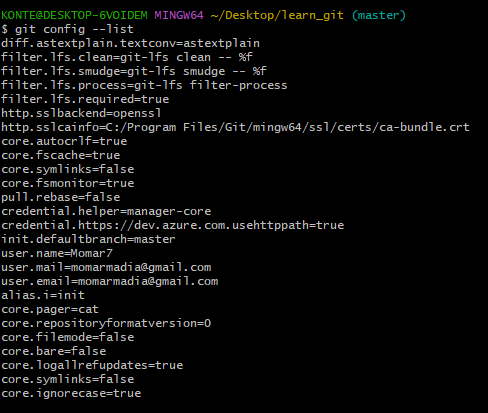 KONTE@DESKTOP-6VOIDEM MINGW64 ~/Desktop/learn_git (master)
$ git config --list
diff.astextplain.textconv=astextplain
filter.lfs.clean=git-lfs clean -- %f
filter.lfs.smudge=git-lfs smudge -- %f
filter.lfs.process=git-lfs filter-process
filter.lfs.required=true
http.sslbackend=openssl
http.sslcainfo=C:/Program Files/Git/mingw64/ssl/certs/ca-bundle.crt
core.autocrlf=true
core.fscache=true
core.symlinks=false
core.fsmonitor=true
pull.rebase=false
credential.helper=manager-core
credential.https://dev.azure.com.usehttppath=true
init.defaultbranch=master
user.name=Momar7
user.mail=momarmadia@gmail.com
user.email=momarmadia@gmail.com
alias.i=init
core.pager=cat
core.repositoryformatversion=0
core.filemode=false
core.bare=false
core.logallrefupdates=true
core.symlinks=false
core.ignorecase=true